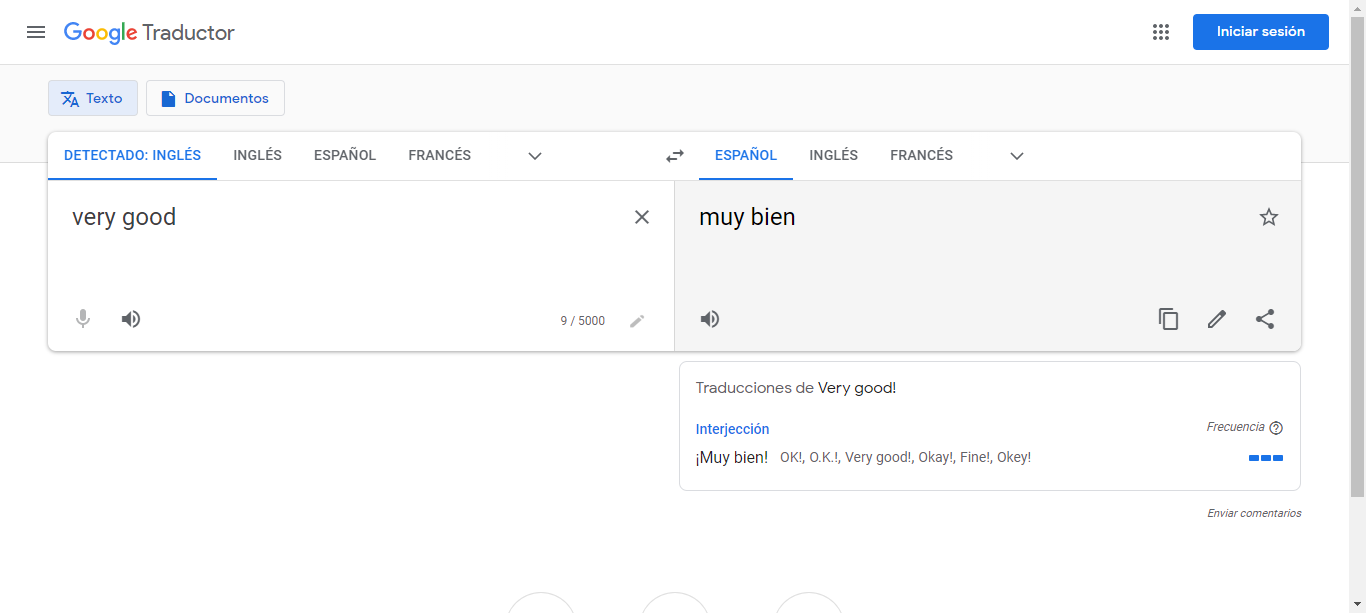 Google Traductor
Iniciar sesión
Texto Documentos
DETECTADO: INGLÉS INGLÉS ESPAÑOL FRANCÉS ESPAÑOL INGLÉS FRANCÉS
very good muy bien
9 / 5000
Traducciones de Very good!
Interjección Frecuencia
¡Muy bien! OK!, O.K.!, Very good!, Okay!, Fine!, Okey!
Enviar comentarios